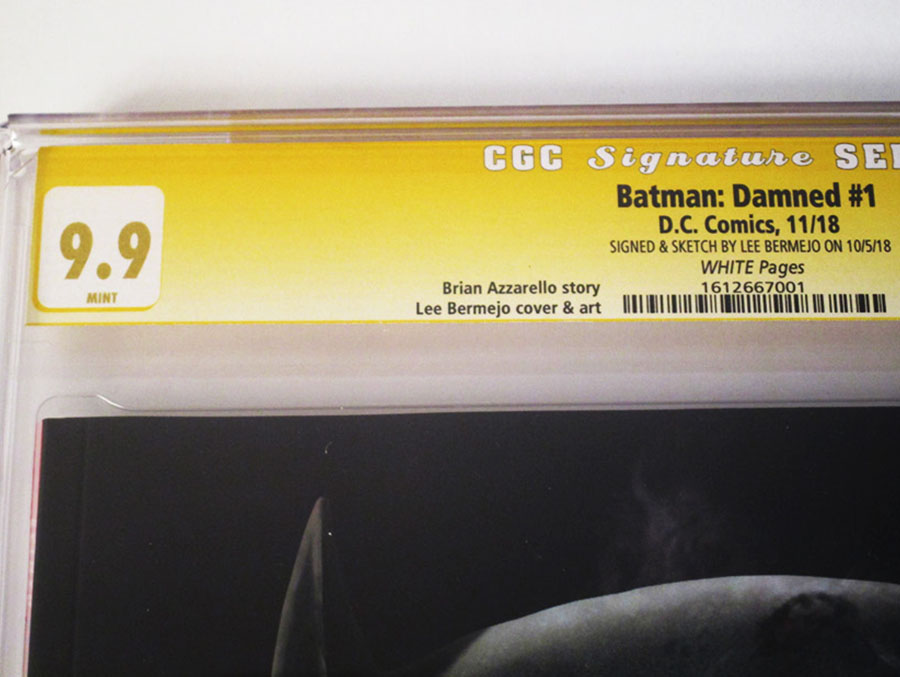 CGC Signature SE
9.9
MINT
Batman: Damned #1
D.C. Comics, 11/18
SIGNED & SKETCH BY LEE BERMEJO ON 10/5/18
WHITE Pages
1612667001
Brian Azzarello story
Lee Bermejo cover & art